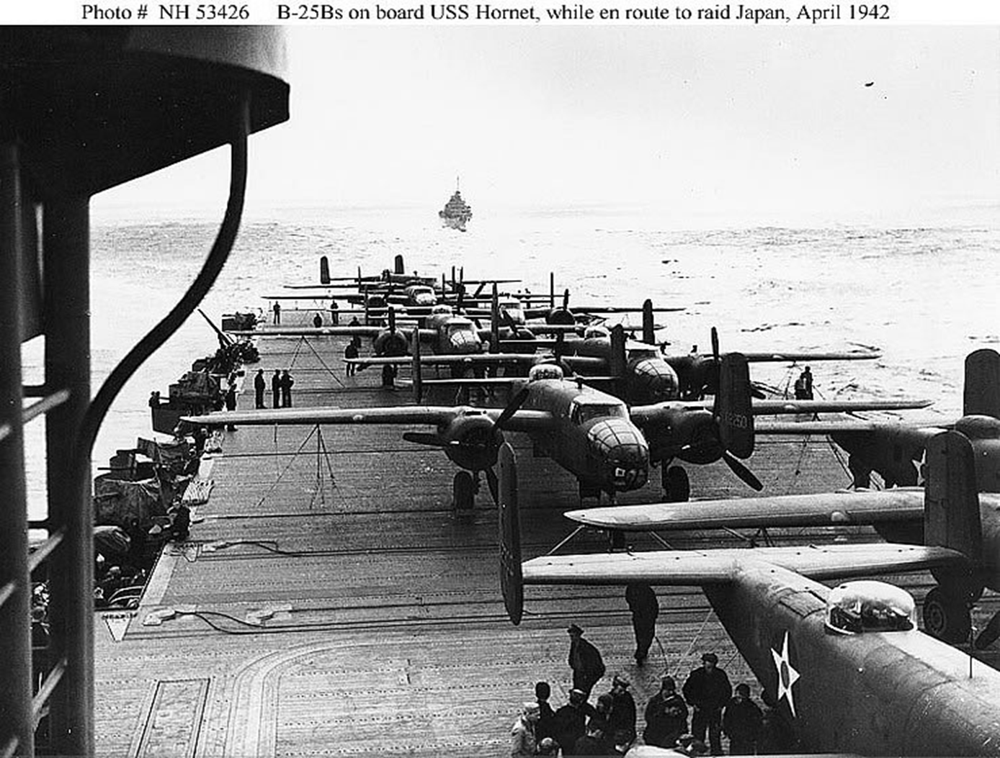 Photo # NH 53426 B-25Bs on board USS Hornet, while en route to raid Japan, April 1942